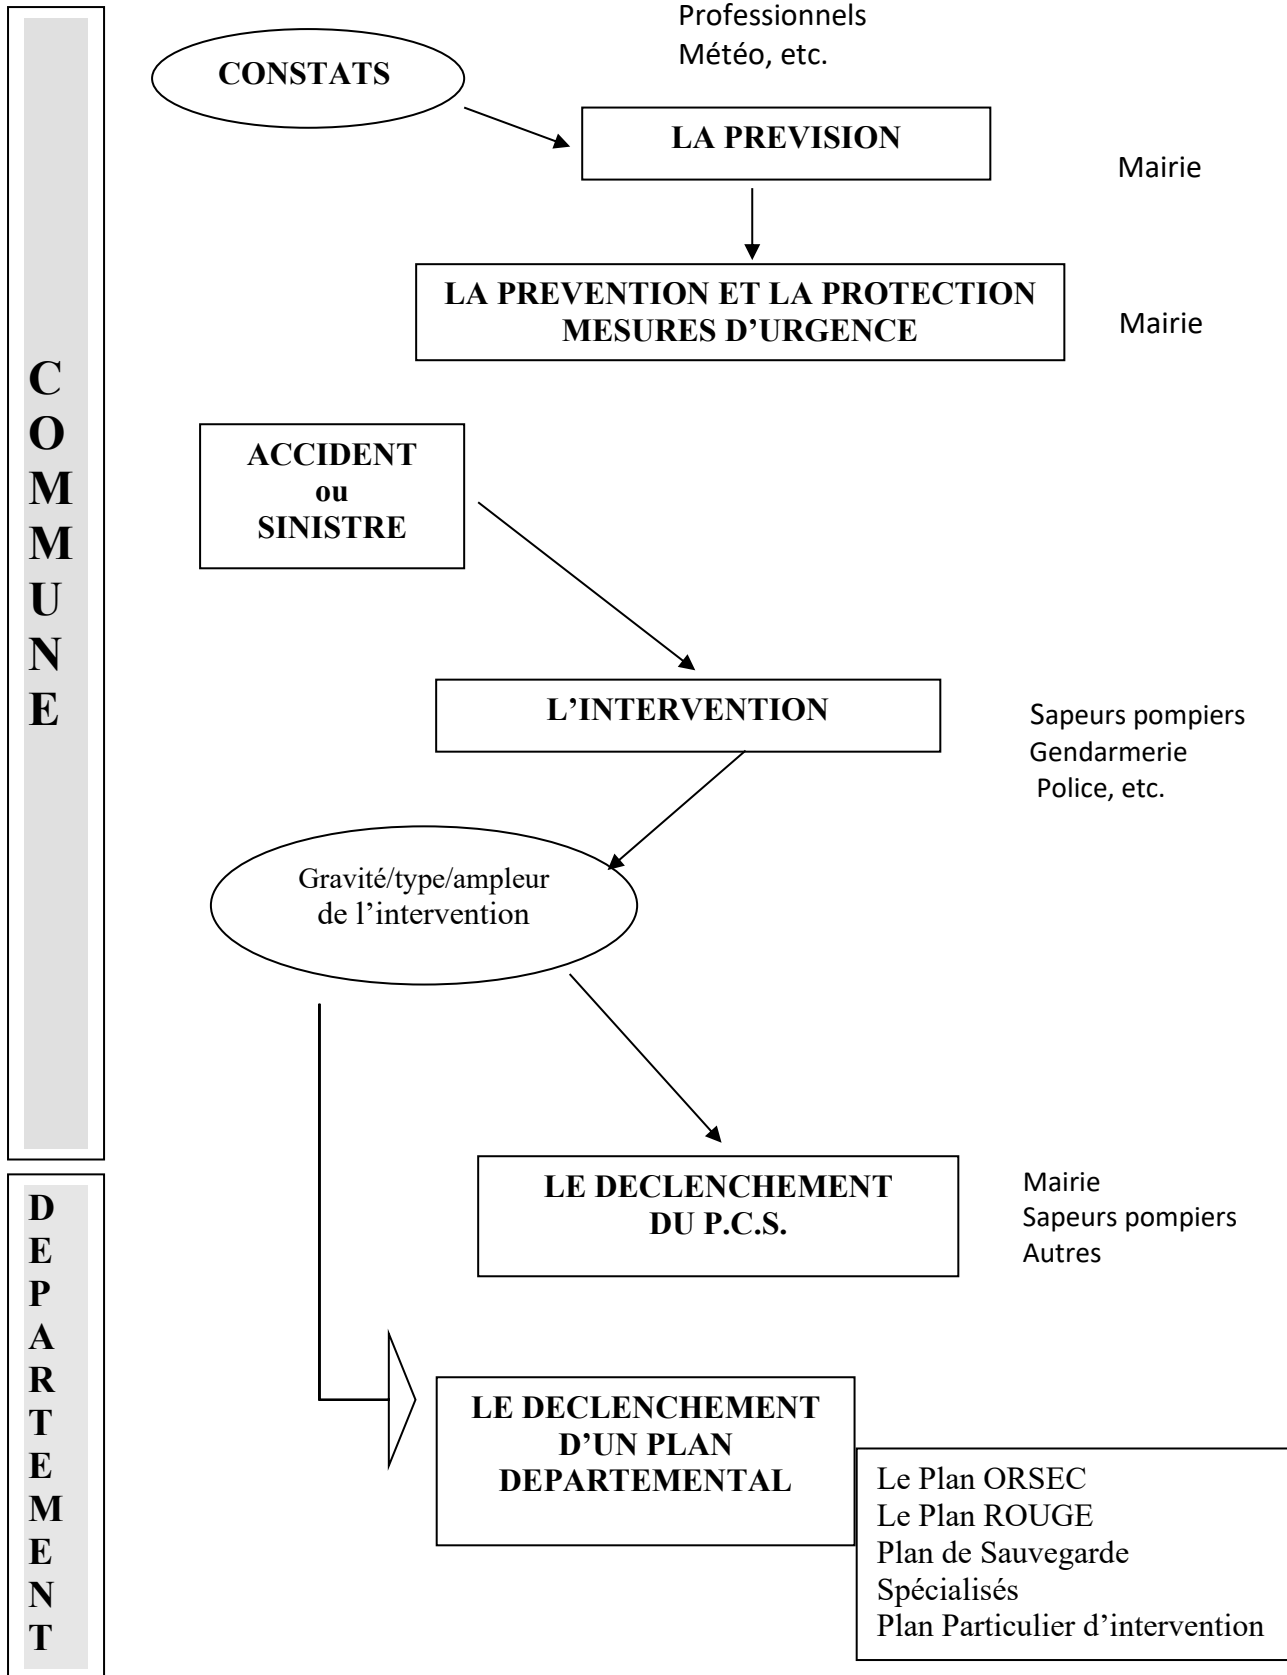 Professionnels
Météo, etc.
CONSTATS
LA PREVISION
Mairie
LA PREVENTION ET LA PROTECTION
MESURES D’URGENCE
Mairie
COMMUNE
ACCIDENT
ou
SINISTRE
L’INTERVENTION
Sapeurs pompiers
Gendarmerie
Police, etc.
Gravité/type/ampleur
de l’intervention
LE DECLENCHEMENT
DU P.C.S.
Mairie
Sapeurs pompiers
Autres
DEPARTEMENT
LE DECLENCHEMENT
D’UN PLAN
DEPARTEMENTAL
Le Plan ORSEC
Le Plan ROUGE
Plan de Sauvegarde
Spécialisés
Plan Particulier d’intervention